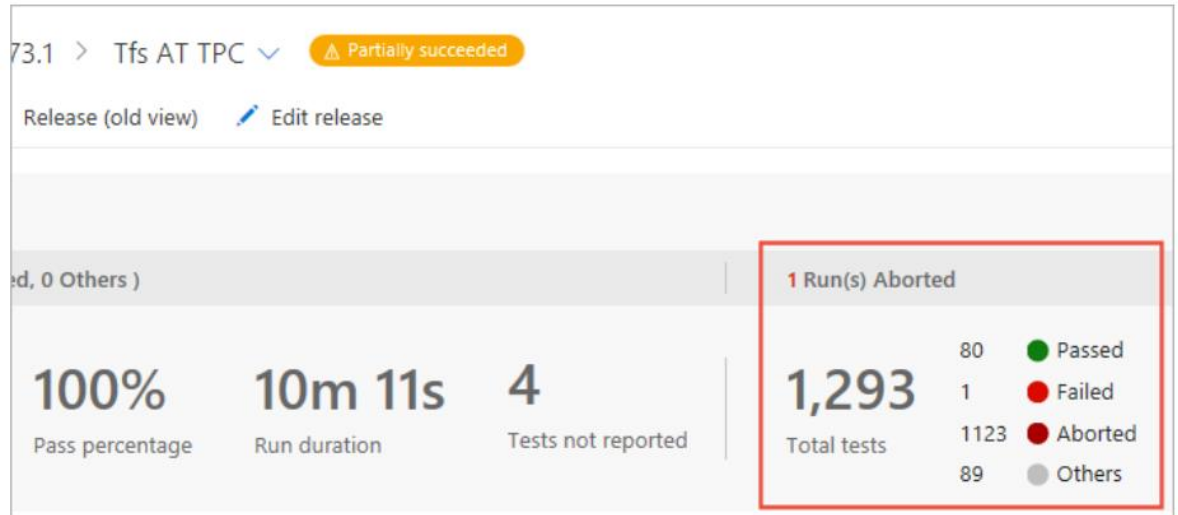 73.1 > Tfs AT TPC Partially succeeded
Release (old view) Edit release
ed, 0 Others )
1 Run(s) Aborted
100%
Pass percentage
10m 11s
Run duration
4
Tests not reported
1,293
Total tests
80 Passed
1 Failed
1123 Aborted
89 Others